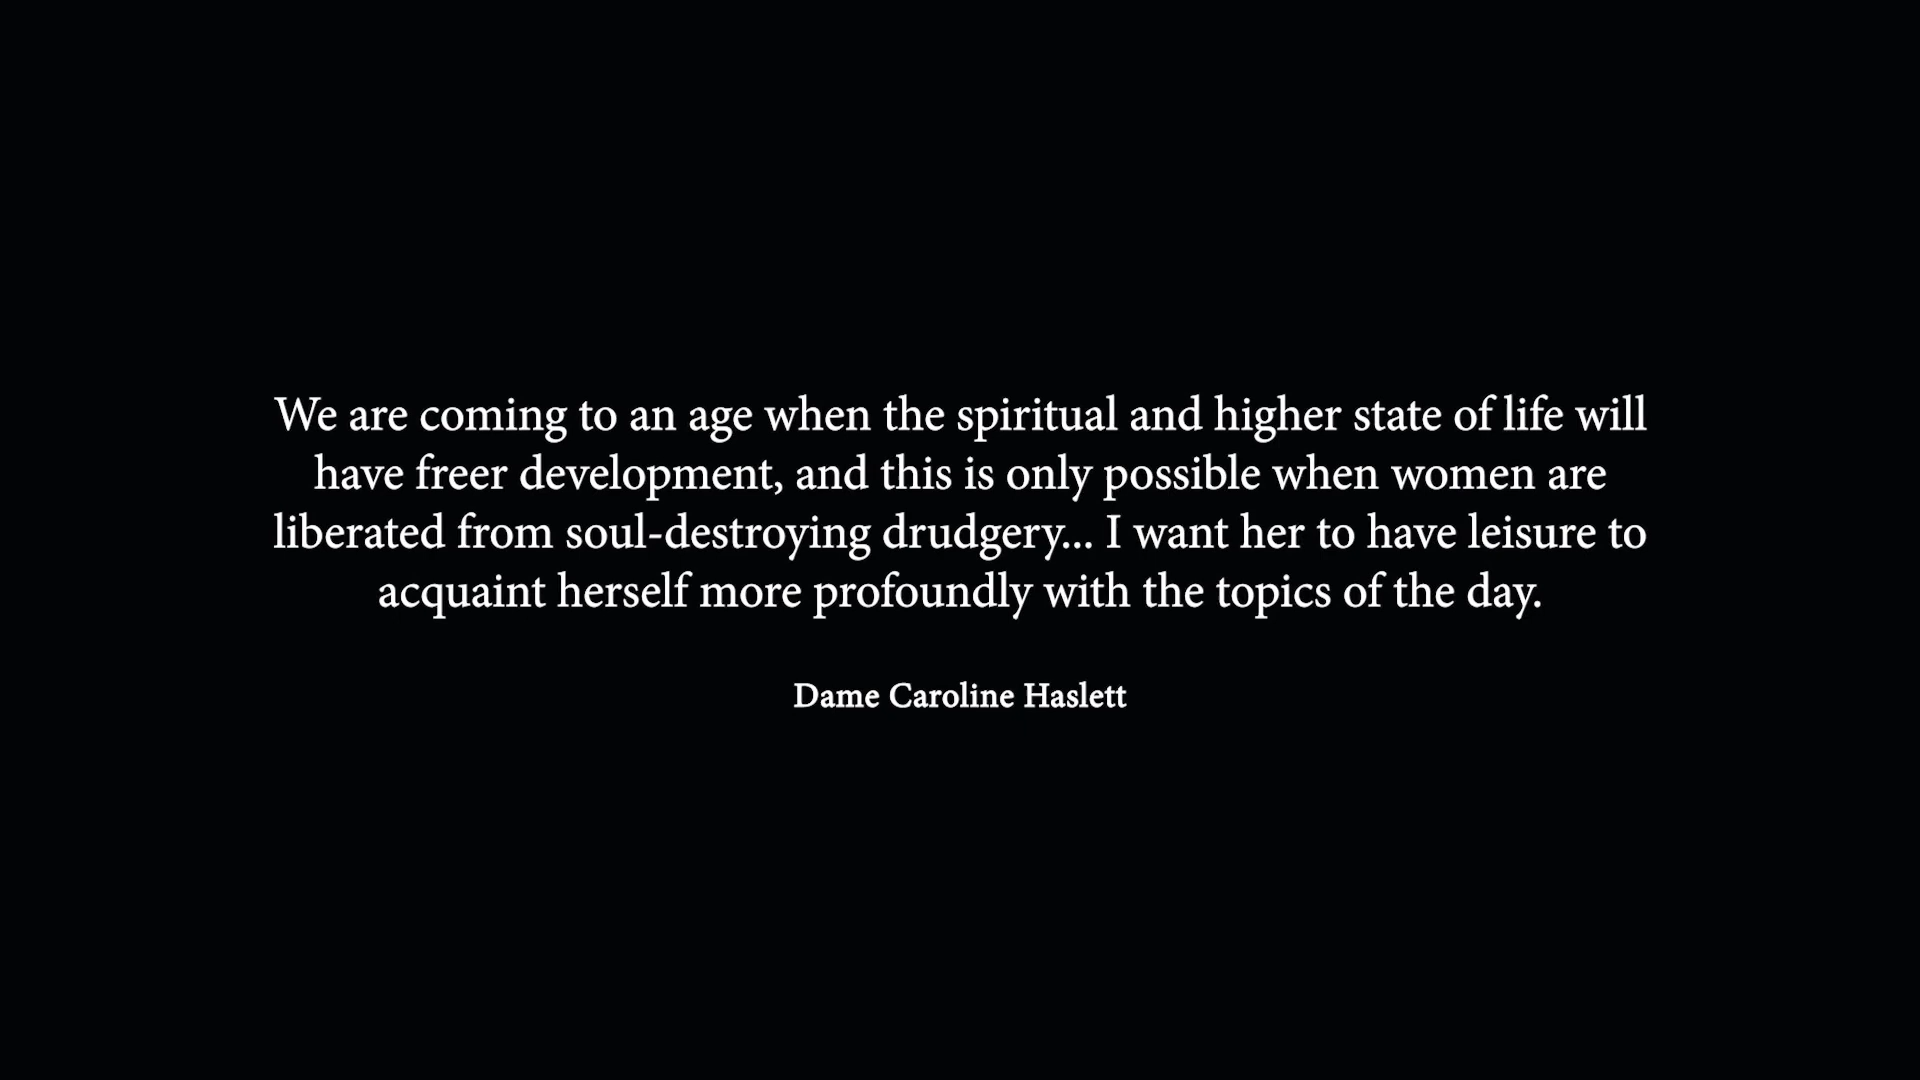 We are coming to an age when the spiritual and higher state of life will
have freer development, and this is only possible when women are
liberated from soul-destroying drudgery... I want her to have leisure to
acquaint herself more profoundly with the topics of the day.
Dame Caroline Haslett